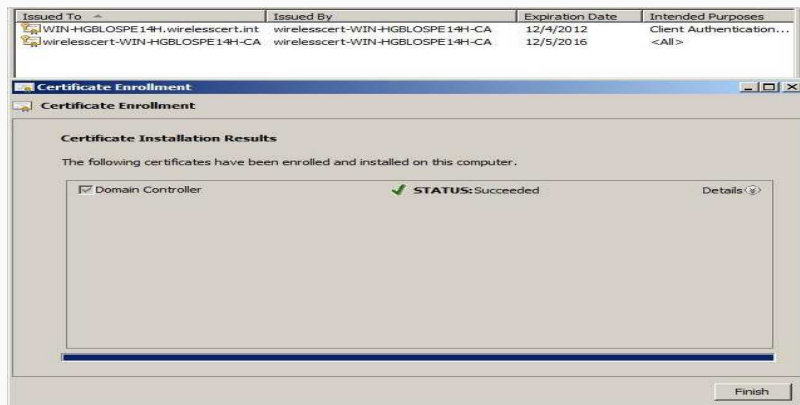 Issued To Issued By Expiration Date Intended Purposes
WIN-HGBLOSPE14H.wirelesscert.int wirelesscert-WIN-HGBLOSPE14H-CA 12/4/2012 Client Authentication...
wirelesscert-WIN-HGBLOSPE14H-CA wirelesscert-WIN-HGBLOSPE14H-CA 12/5/2016 <All>
Certificate Enrollment
Certificate Enrollment
Certificate Installation Results
The following certificates have been enrolled and installed on this computer.
Domain Controller STATUS: Succeeded Details
Finish